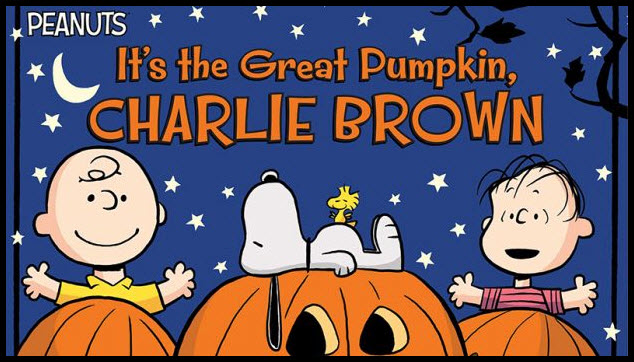 PEANUTS
It's the Great Pumpkin,
CHARLIE BROWN